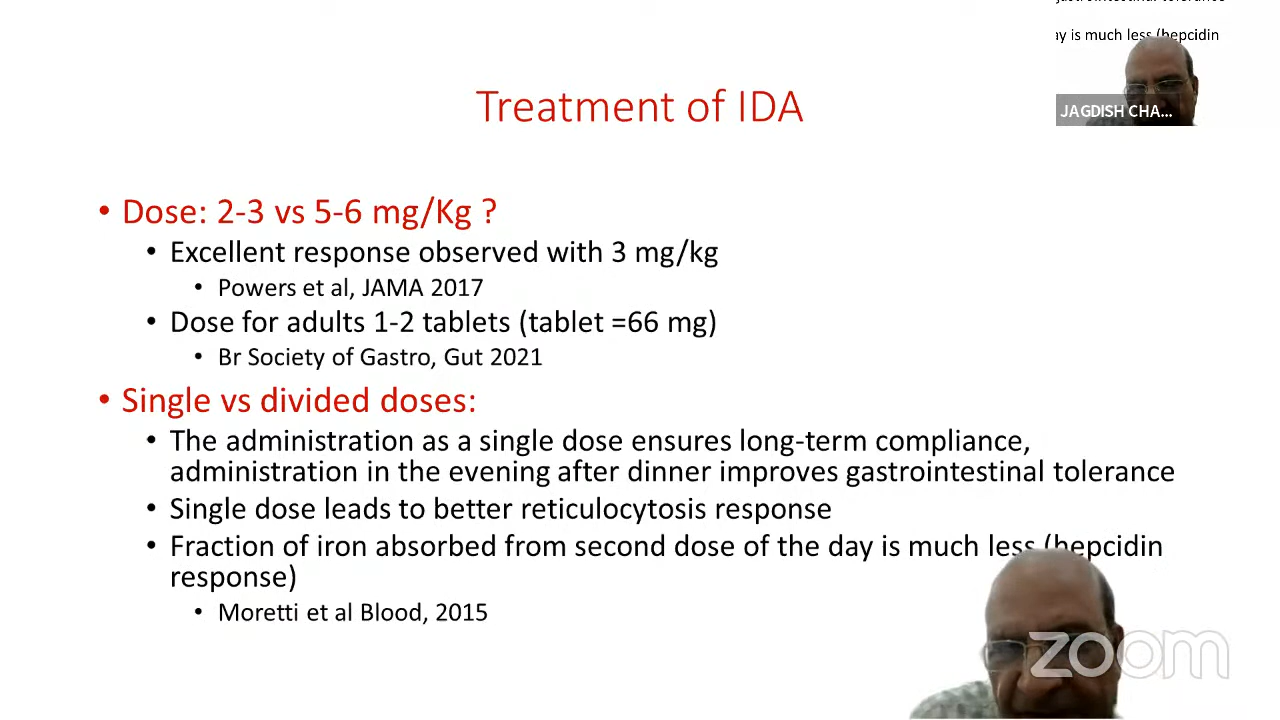 ay is much less (hepcidin
JAGDISH CHA...
Treatment of IDA
• Dose: 2-3 vs 5-6 mg/Kg ?
• Excellent response observed with 3 mg/kg
• Powers et al, JAMA 2017
• Dose for adults 1-2 tablets (tablet =66 mg)
• Br Society of Gastro, Gut 2021
• Single vs divided doses:
• The administration as a single dose ensures long-term compliance,
administration in the evening after dinner improves gastrointestinal tolerance
• Single dose leads to better reticulocytosis response
• Fraction of iron absorbed from second dose of the day is much less (hepcidin
response)
• Moretti et al Blood, 2015
zoom